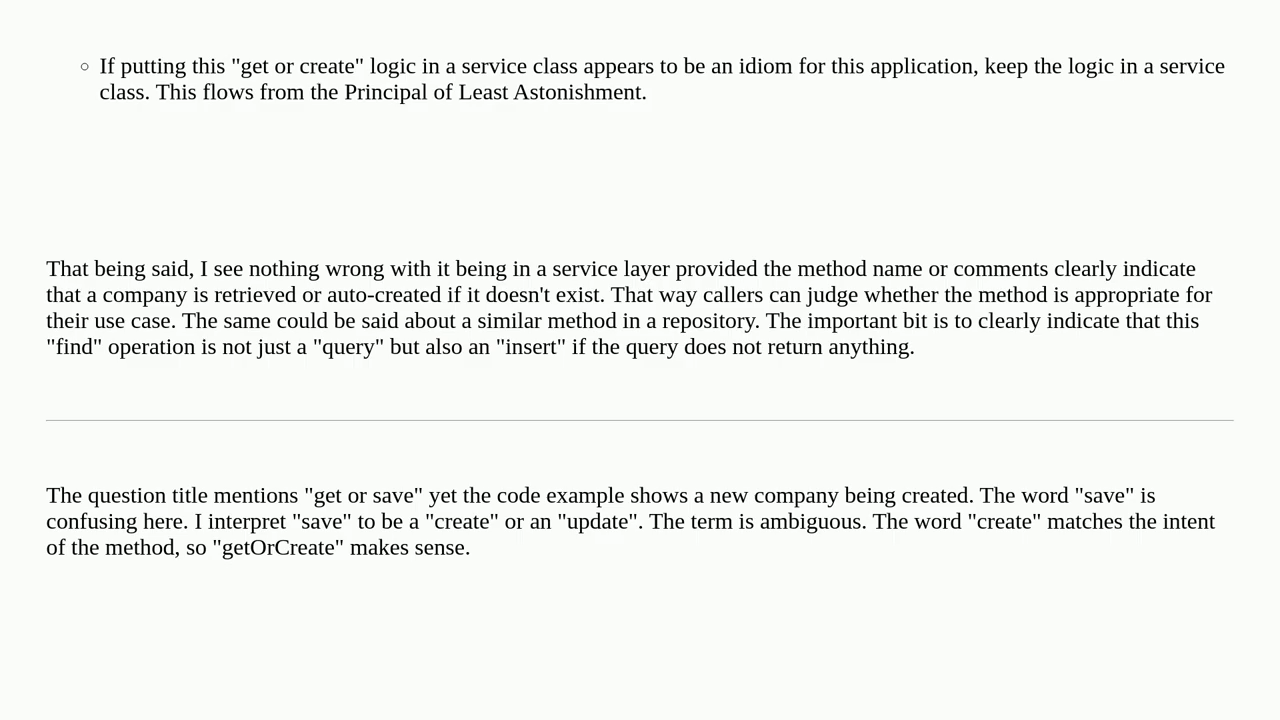 If putting this "get or create" logic in a service class appears to be an idiom for this application, keep the logic in a service
class. This flows from the Principal of Least Astonishment.
That being said, I see nothing wrong with it being in a service layer provided the method name or comments clearly indicate
that a company is retrieved or auto-created if it doesn't exist. That way callers can judge whether the method is appropriate for
their use case. The same could be said about a similar method in a repository. The important bit is to clearly indicate that this
"find" operation is not just a "query" but also an "insert" if the query does not return anything.
The question title mentions "get or save" yet the code example shows a new company being created. The word "save" is
confusing here. I interpret "save" to be a "create" or an "update". The term is ambiguous. The word "create" matches the intent
of the method, so "getOrCreate" makes sense.